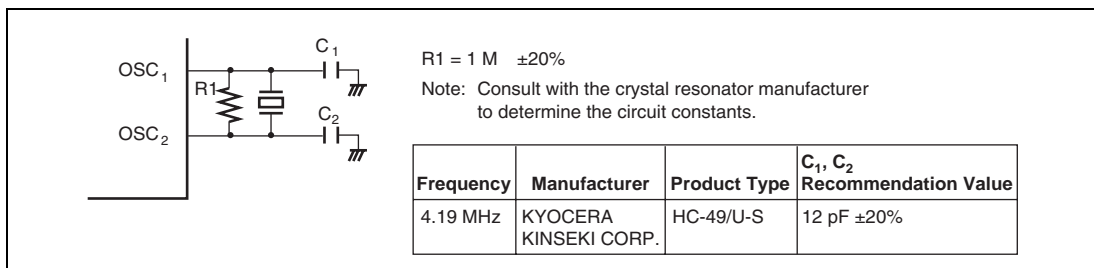 C1
OSC1
R1
C2
OSC2
R1 = 1 M ±20%
Note: Consult with the crystal resonator manufacturer
to determine the circuit constants.
Frequency Manufacturer Product Type C1, C2 Recommendation Value
4.19 MHz KYOCERA KINSEKI CORP. HC-49/U-S 12 pF ±20%